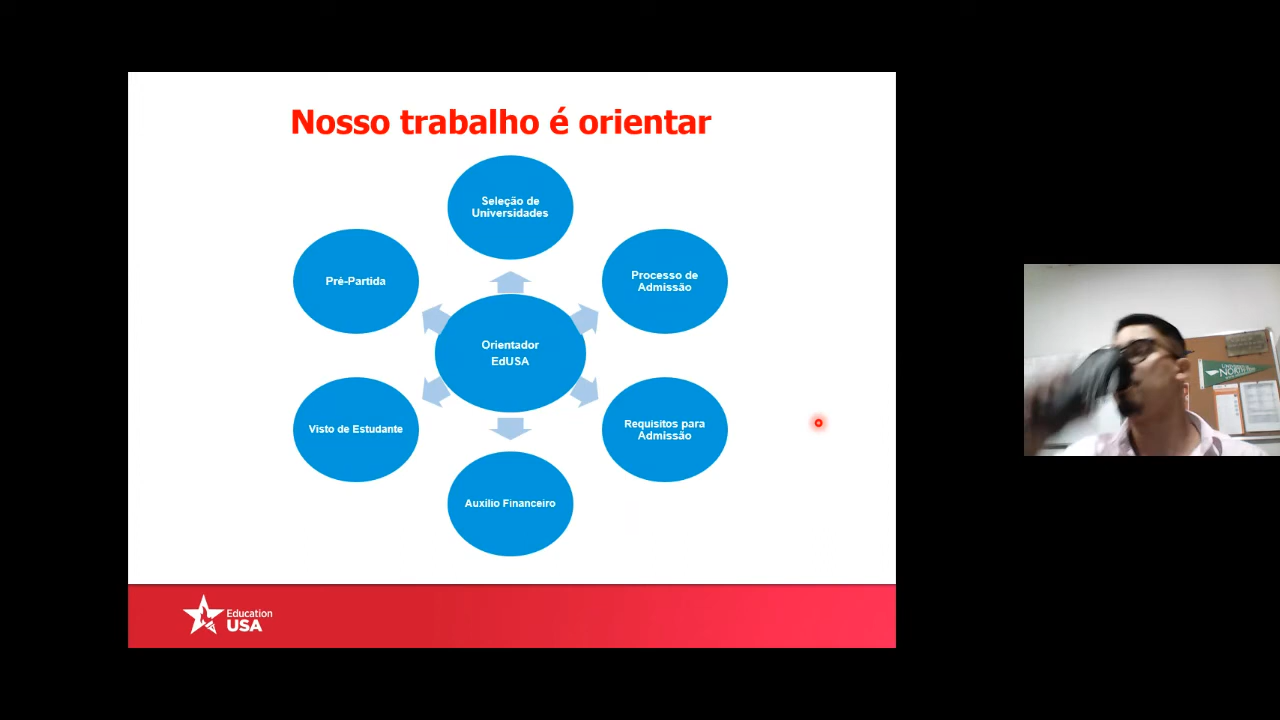 Nosso trabalho é orientar
Seleção de
Universidades
Pré-Partida
Processo de
Admissão
Orientador
EdUSA
Visto de Estudante
Requisitos para
Admissão
Auxílio Financeiro
Education
USA
NORTH